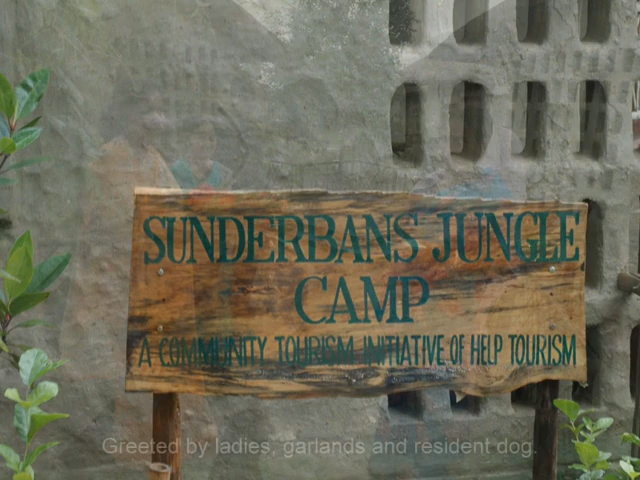 SUNDERBANS JUNGLE
CAMP
A COMMUNITY TOURISM INITIATIVE OF HELP TOURISM
Greeted by ladies, garlands and resident dog.